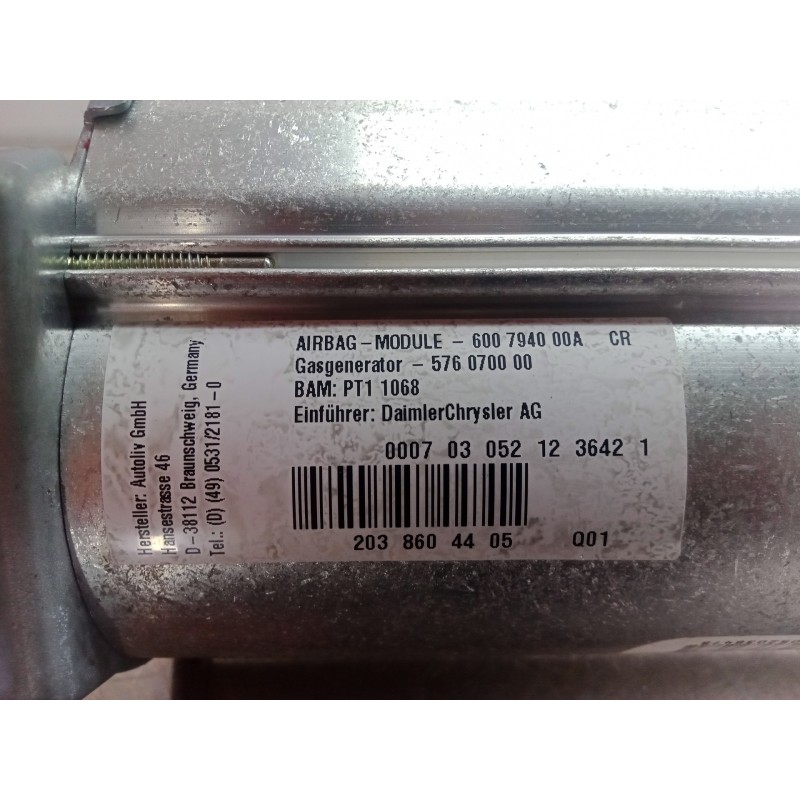 AIRBAG – MODULE – 600 7940 00A CR
Gasgenerator – 576 0700 00
BAM: PT1 1068
Einführer: DaimlerChrysler AG
0007 03 052 12 3642 1
203 860 44 05 Q01
Hersteller: Autoliv GmbH
Hansestrasse 46
D – 38112 Braunschweig, Germany
Tel.: (D) (49) 0531/2181 – 0